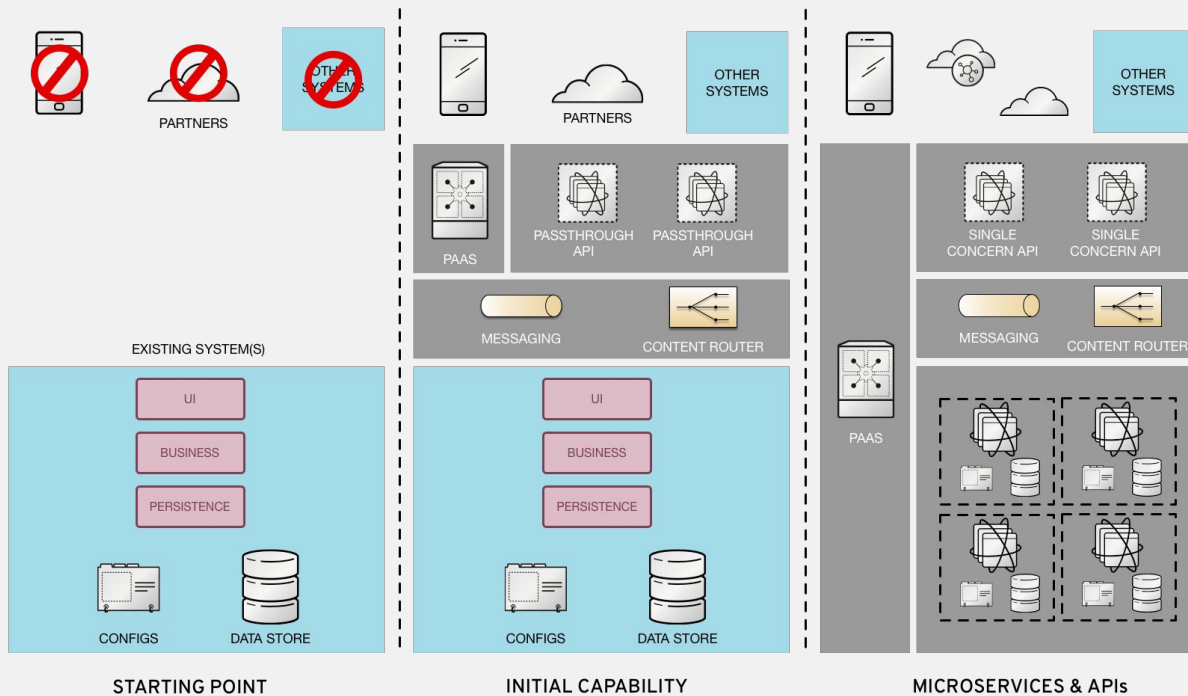 OTHER
SYSTEMS
PARTNERS
EXISTING SYSTEM(S)
UI
BUSINESS
PERSISTENCE
CONFIGS
DATA STORE
STARTING POINT
OTHER
SYSTEMS
PARTNERS
PAAS
PASSTHROUGH
API
PASSTHROUGH
API
MESSAGING
CONTENT ROUTER
UI
BUSINESS
PERSISTENCE
CONFIGS
DATA STORE
INITIAL CAPABILITY
OTHER
SYSTEMS
SINGLE
CONCERN API
SINGLE
CONCERN API
MESSAGING
CONTENT ROUTER
PAAS
MICROSERVICES & APIs